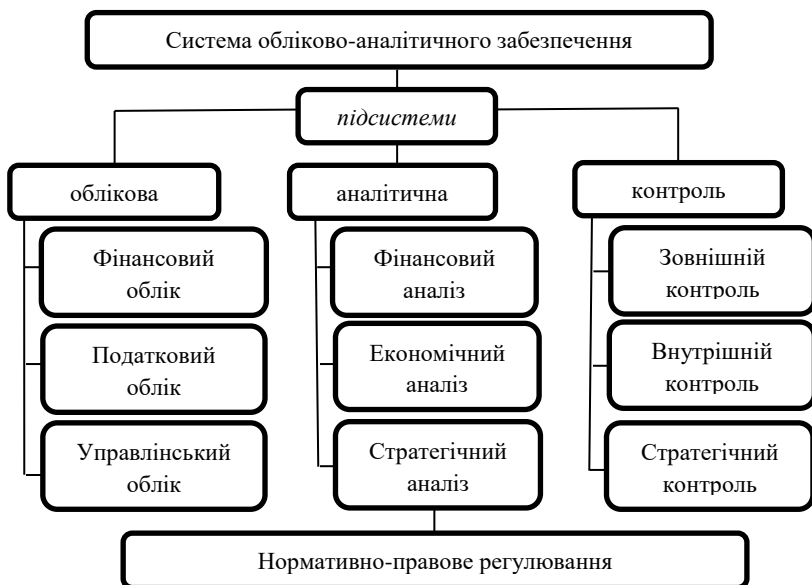 Система обліково-аналітичного забезпечення
підсистеми
облікова
аналітична
контроль
Фінансовий
облік
Фінансовий
аналіз
Зовнішній
контроль
Податковий
облік
Економічний
аналіз
Внутрішній
контроль
Управлінський
облік
Стратегічний
аналіз
Стратегічний
контроль
Нормативно-правове регулювання